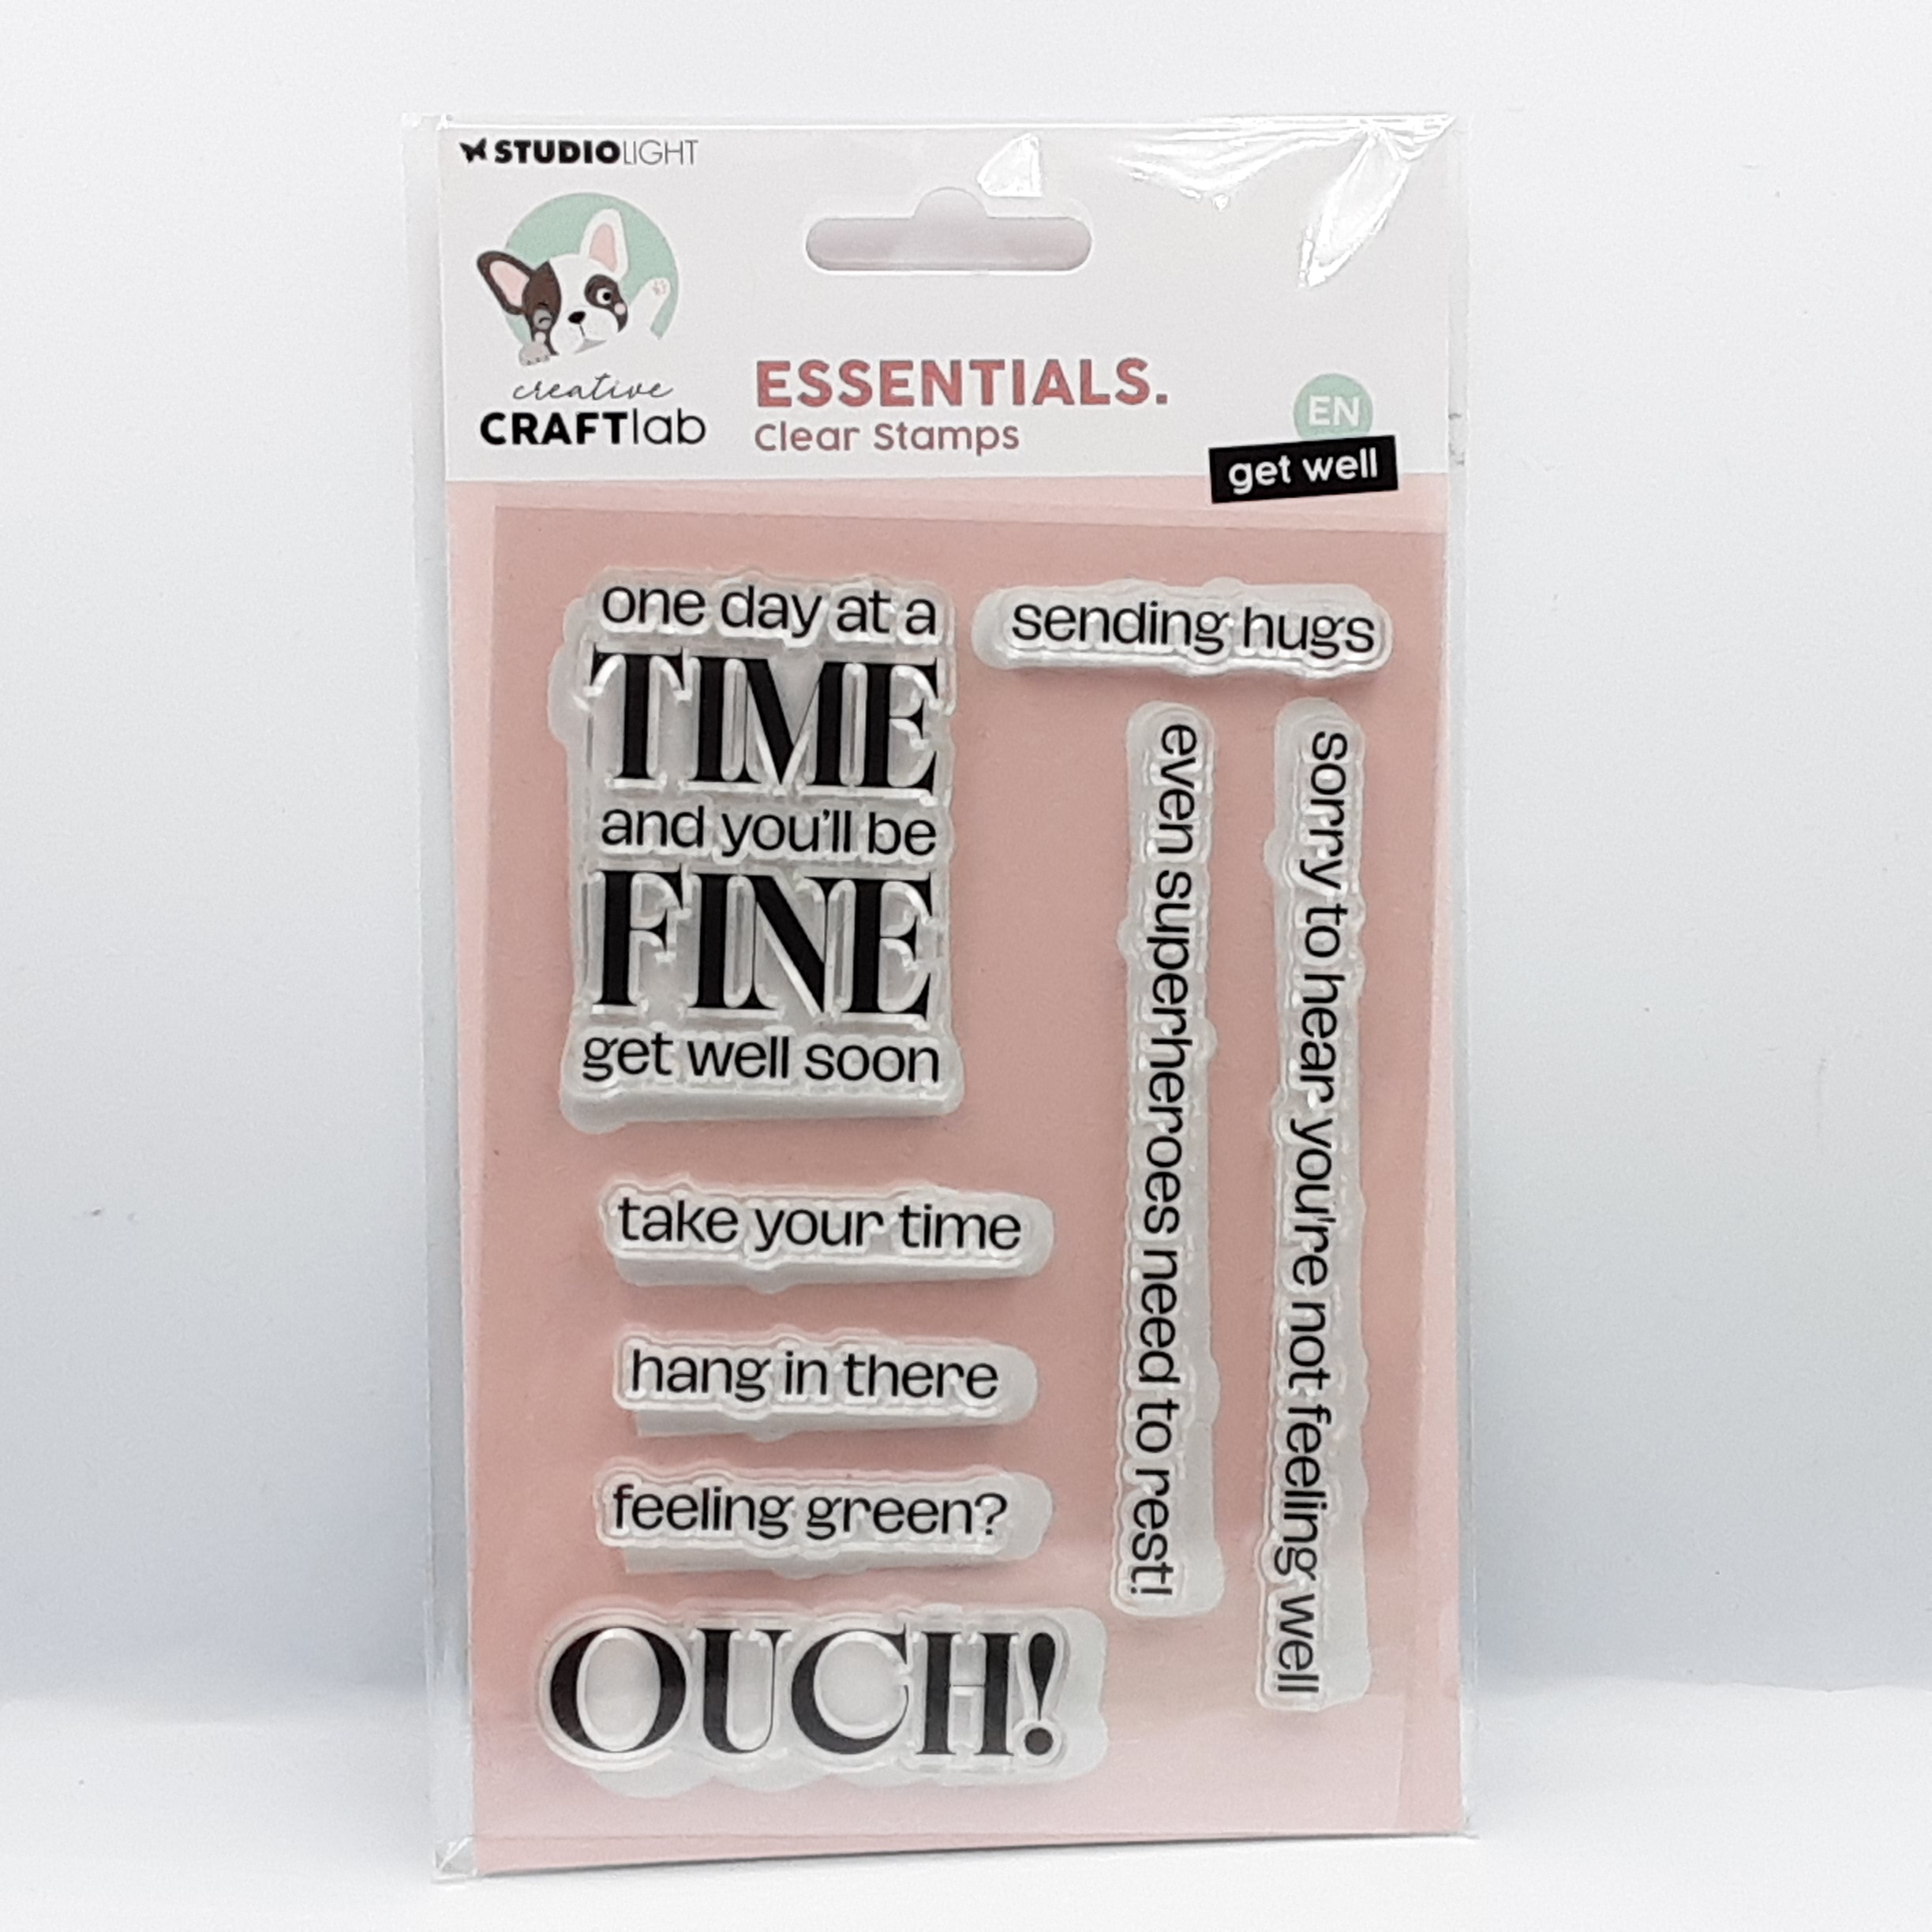 STUDIOLIGHT
creative
CRAFTlab
ESSENTIALS.
Clear Stamps
EN
get well
one day at a
TIME
and you'll be
FINE
get well soon
sending hugs
even superheroes need to rest!
sorry to hear you're not feeling well
take your time
hang in there
feeling green?
OUCH!